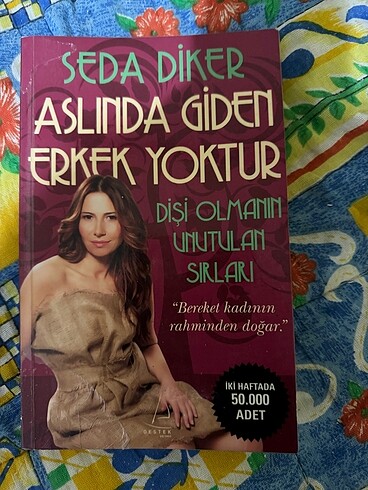 SEDA DİKER
ASLINDA GİDEN
ERKEK YOKTUR
DİŞİ OLMANIN
UNUTULAN
SIRLARI
“Bereket kadının
rahminden doğar.”
İKİ HAFTADA
50.000
ADET
DESTEK